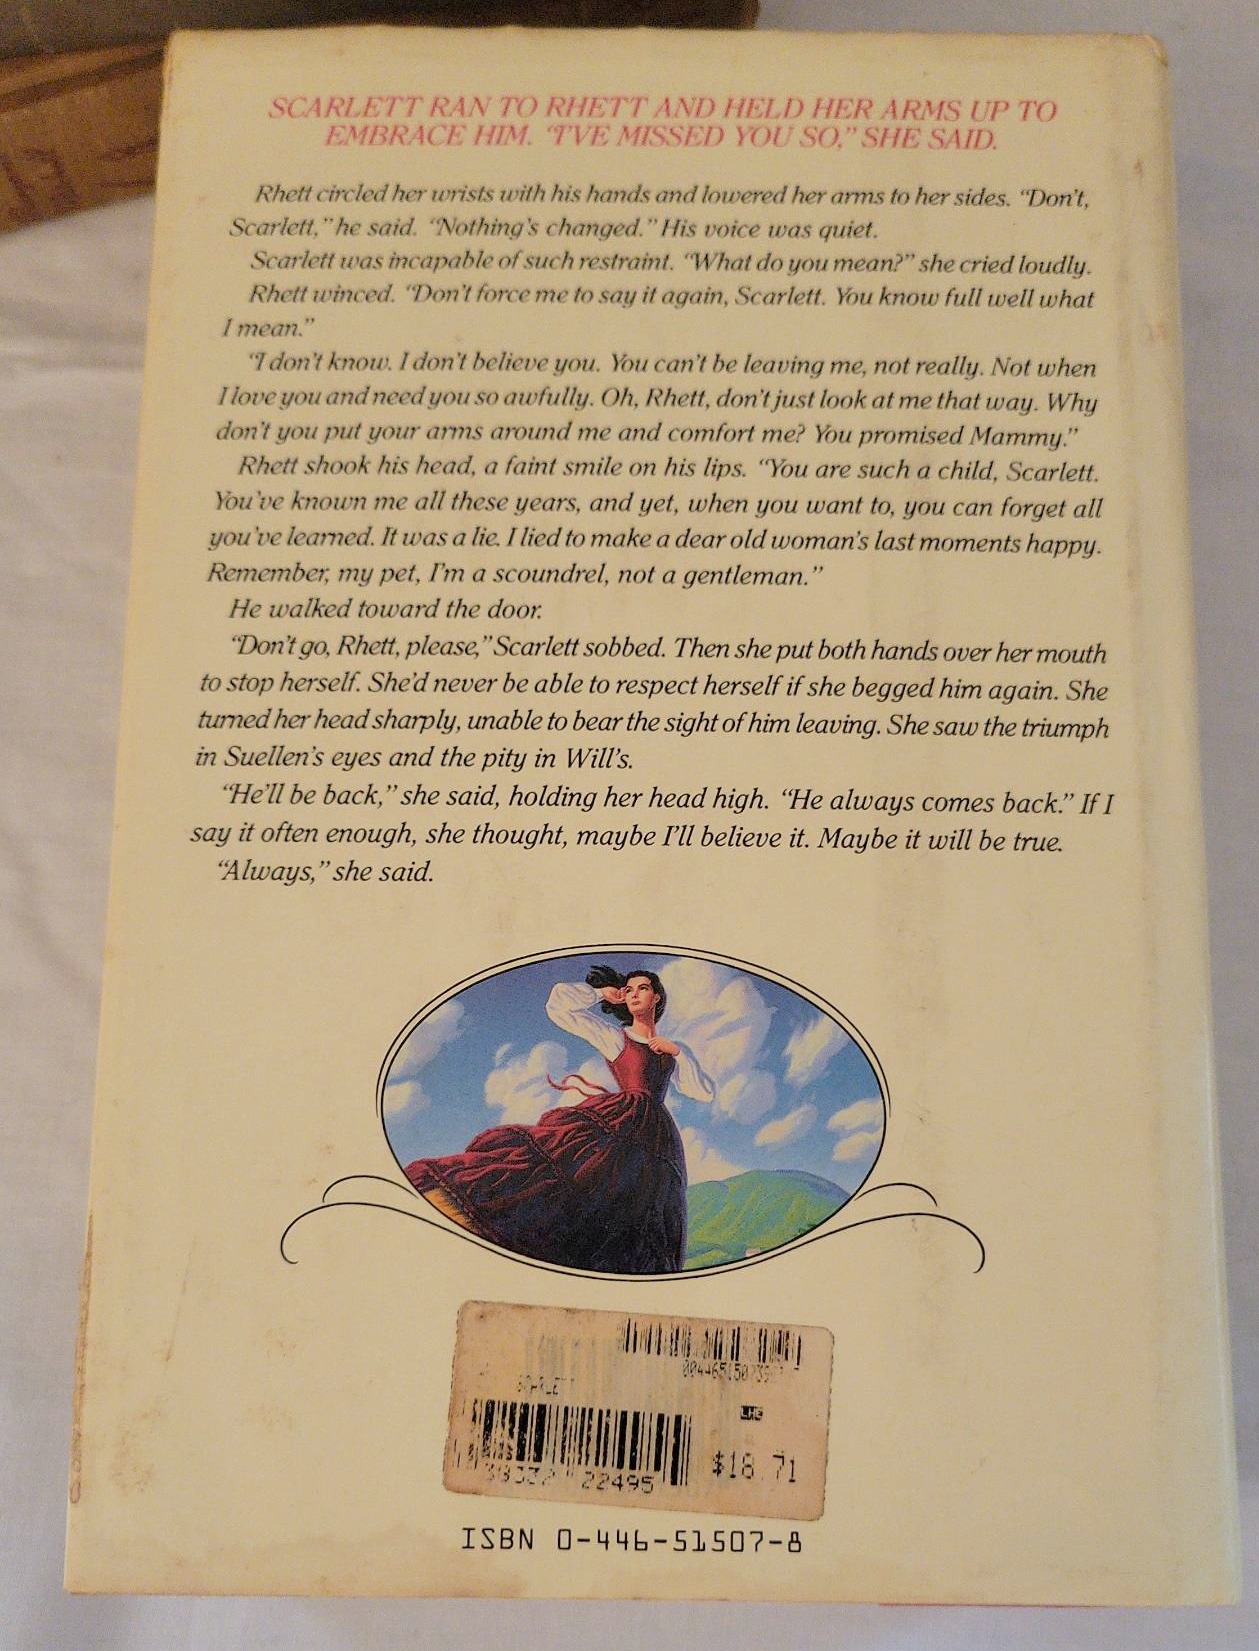 SCARLETT RAN TO RHETT AND HELD HER ARMS UP TO
EMBRACE HIM. "I'VE MISSED YOU SO," SHE SAID.
Rhett circled her wrists with his hands and lowered her arms to her sides. "Don't,
Scarlett," he said. "Nothing's changed." His voice was quiet.
Scarlett was incapable of such restraint. "What do you mean?" she cried loudly.
Rhett winced. "Don't force me to say it again, Scarlett. You know full well what
I mean."
"I don't know. I don't believe you. You can't be leaving me, not really. Not when
I love you and need you so awfully. Oh, Rhett, don't just look at me that way. Why
don't you put your arms around me and comfort me? You promised Mammy."
Rhett shook his head, a faint smile on his lips. "You are such a child, Scarlett.
You've known me all these years, and yet, when you want to, you can forget all
you've learned. It was a lie. I lied to make a dear old woman's last moments happy.
Remember, my pet, I'm a scoundrel, not a gentleman."
He walked toward the door.
"Don't go, Rhett, please," Scarlett sobbed. Then she put both hands over her mouth
to stop herself. She'd never be able to respect herself if she begged him again. She
turned her head sharply, unable to bear the sight of him leaving. She saw the triumph
in Suellen's eyes and the pity in Will's.
"He'll be back," she said, holding her head high. "He always comes back." If I
say it often enough, she thought, maybe I'll believe it. Maybe it will be true.
"Always," she said.
LHE
22495
$18.71
ISBN 0-446-51507-8